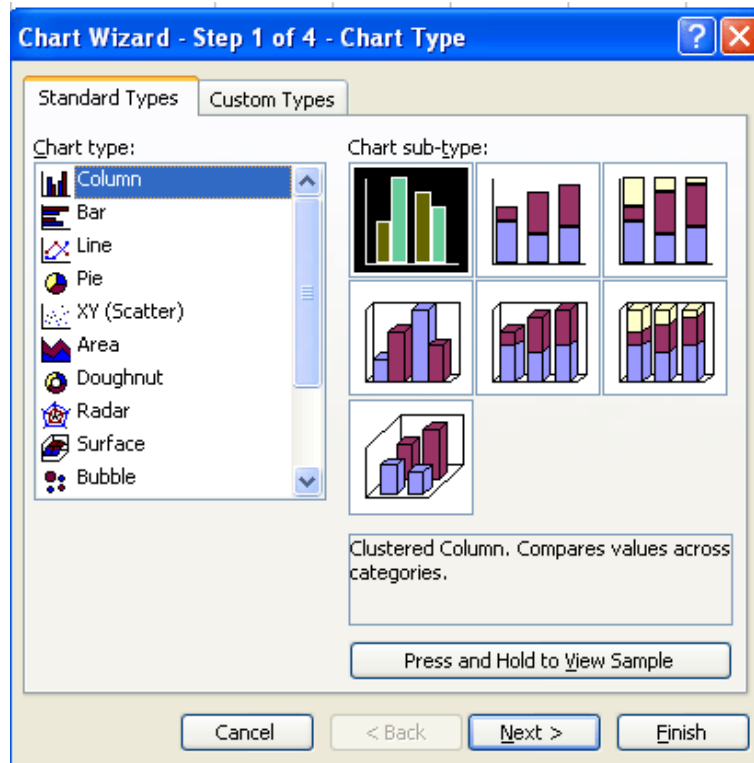 Chart Wizard - Step 1 of 4 - Chart Type
Standard Types
Custom Types
Chart type:
Column
Bar
Line
Pie
XY (Scatter)
Area
Doughnut
Radar
Surface
Bubble
Chart sub-type:
Clustered Column. Compares values across
categories.
Press and Hold to View Sample
Cancel
< Back
Next >
Finish